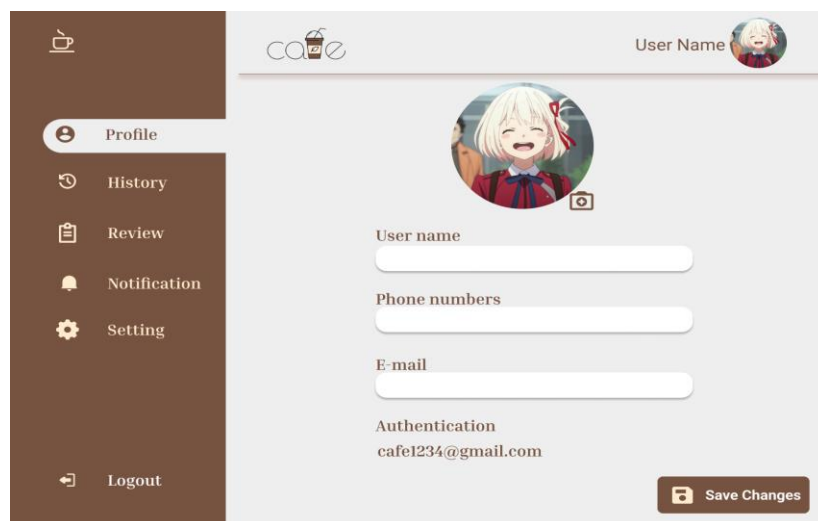 cafe
User Name
Profile
History
Review
Notification
Setting
Logout
User name
Phone numbers
E-mail
Authentication
cafe1234@gmail.com
Save Changes